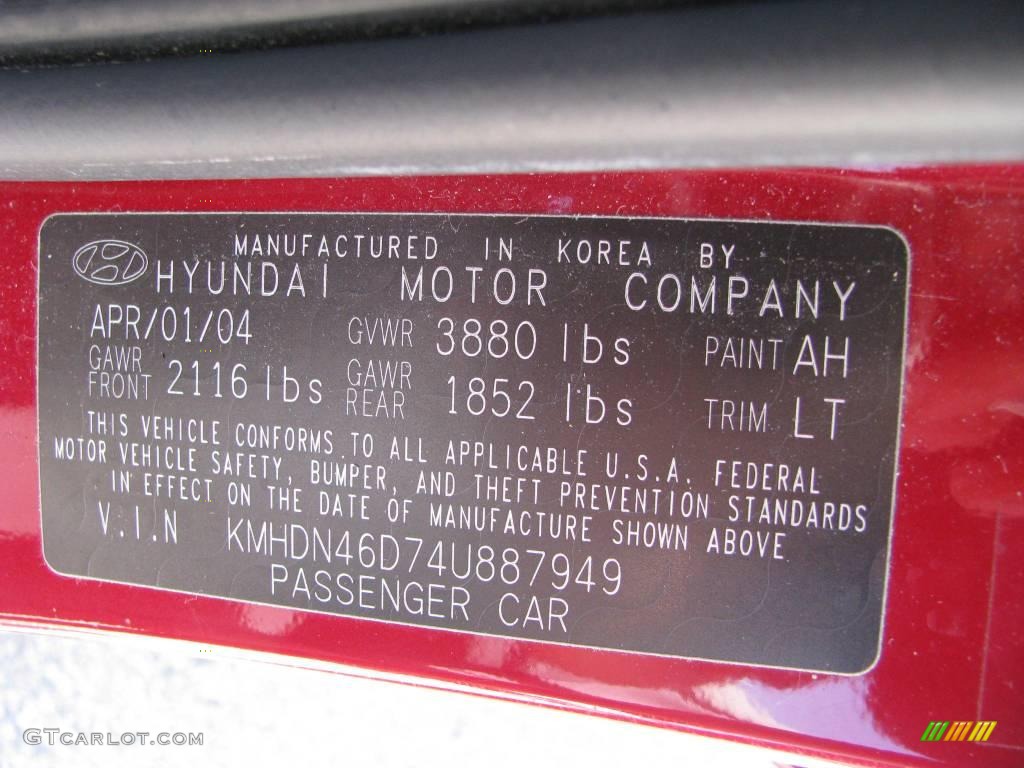 MANUFACTURED IN KOREA BY
HYUNDAI MOTOR COMPANY
APR/01/04 GVWR 3880 lbs PAINT AH
GAWR FRONT 2116 lbs GAWR REAR 1852 lbs TRIM LT
THIS VEHICLE CONFORMS TO ALL APPLICABLE U.S.A. FEDERAL
MOTOR VEHICLE SAFETY, BUMPER, AND THEFT PREVENTION STANDARDS
IN EFFECT ON THE DATE OF MANUFACTURE SHOWN ABOVE
V.I.N KMHDN46D74U887949
PASSENGER CAR
GTCARLOT.COM